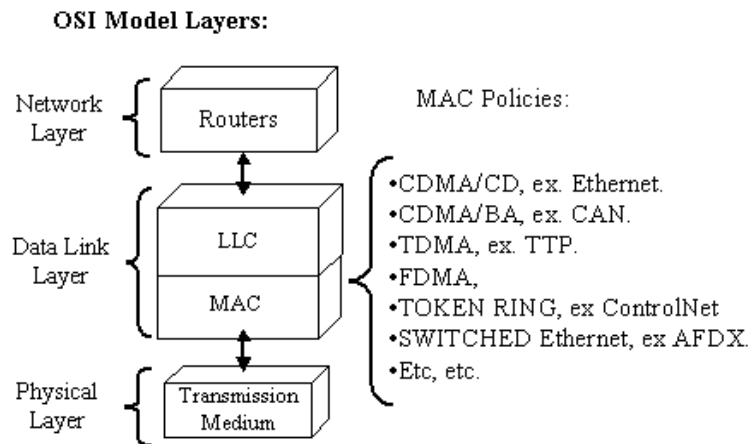 OSI Model Layers:
Network
Layer
Routers
Data Link
Layer
LLC
MAC
Physical
Layer
Transmission
Medium
MAC Policies:
•CDMA/CD, ex. Ethernet.
•CDMA/BA, ex. CAN.
•TDMA, ex. TTP.
•FDMA,
•TOKEN RING, ex ControlNet
•SWITCHED Ethernet, ex AFDX.
•Etc, etc.